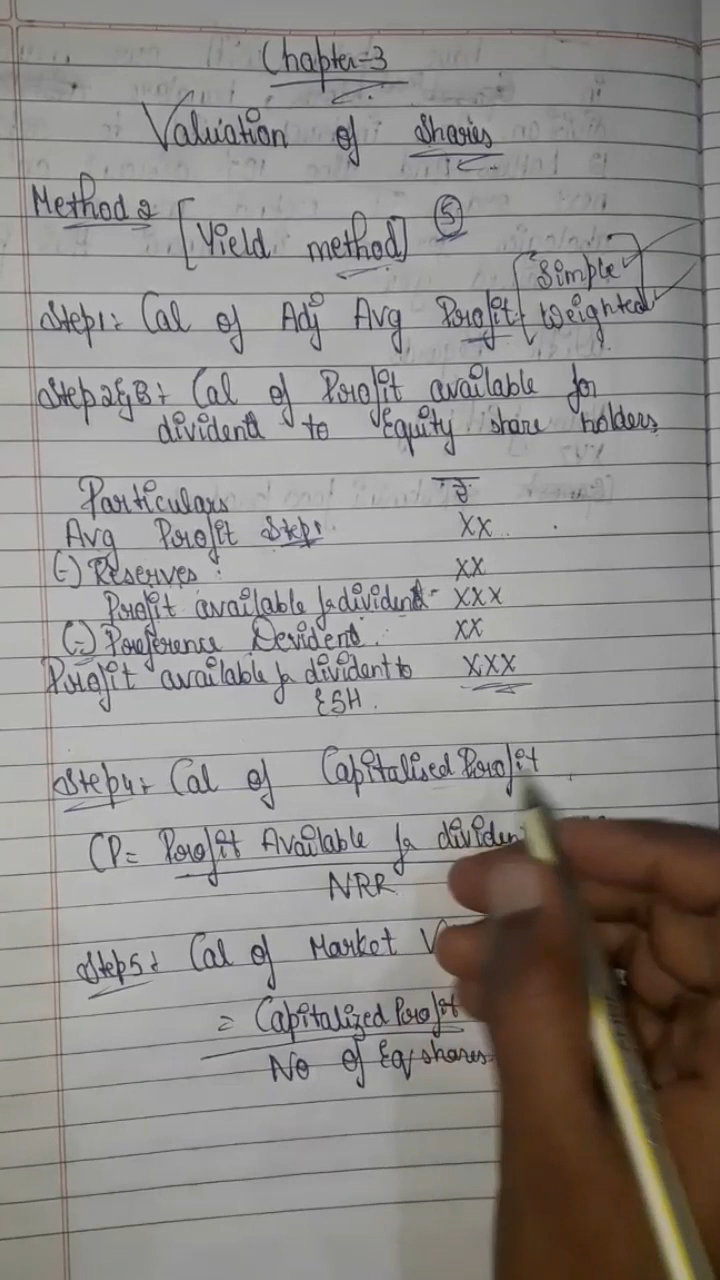 Chapter-3
Valuation of Shares
Method 2 [Yield method] 5
Simple
Step1: Cal of Adj Avg Profit Weighted
Step 2&3: Cal of Profit available for
dividend to Equity share holders
Particulars ₹
Avg Profit Step1 XX
(-) Reserves: XX
Profit available for dividend XXX
(-) Preference Devidend XX
Profit available for dividend to XXX
ESH.
Step4: Cal of Capitalised Profit
CP= Profit Available for
NRR
Step5: Cal of Market
= Capitalized Profit
No of Eq shares